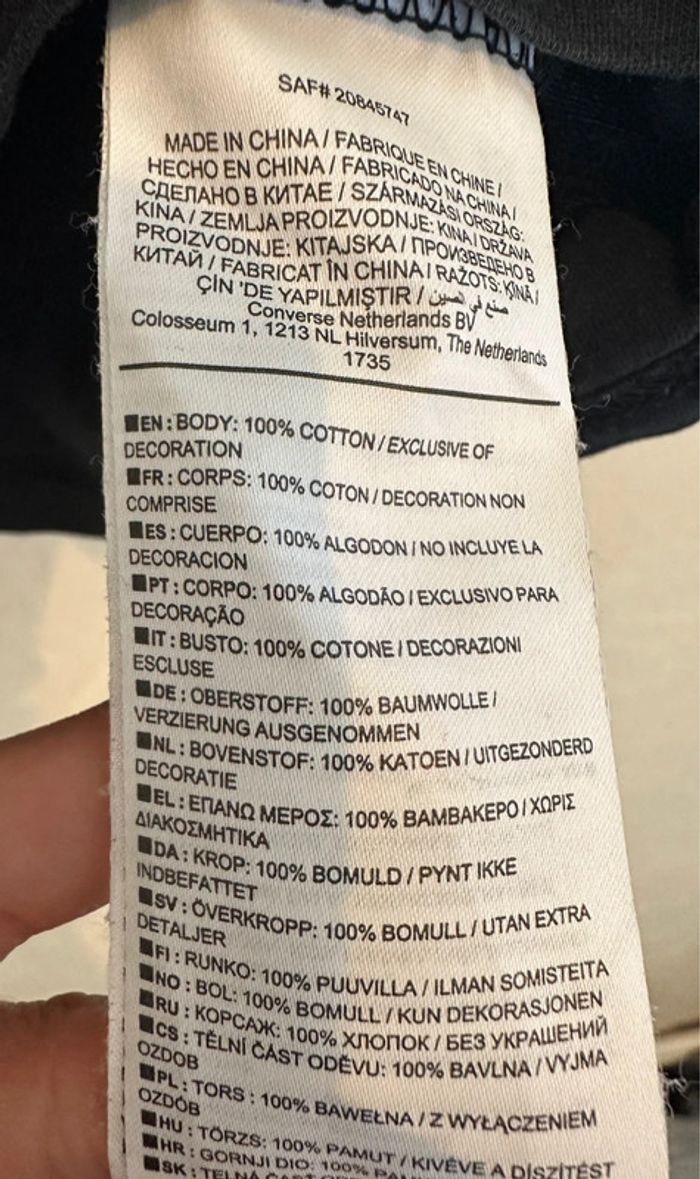 SAF# 20845747
MADE IN CHINA / FABRIQUE EN CHINE /
HECHO EN CHINA / FABRICADO NA CHINA /
СДЕЛАНО В КИТАЕ / SZÁRMAZÁSI ORSZÁG:
KINA / ZEMLJA PROIZVODNJE: KINA / DRŽAVA
PROIZVODNJE: KITAJSKA / ПРОИЗВЕДЕНО В
КИТАЙ / FABRICAT ÎN CHINA / RAŽOTS: ĶĪNĀ /
ÇİN 'DE YAPILMIŞTIR / صنع في الصين
Converse Netherlands BV
Colosseum 1, 1213 NL Hilversum, The Netherlands
1735
EN : BODY: 100% COTTON / EXCLUSIVE OF
DECORATION
FR : CORPS: 100% COTON / DECORATION NON
COMPRISE
ES : CUERPO: 100% ALGODON / NO INCLUYE LA
DECORACION
PT : CORPO: 100% ALGODÃO / EXCLUSIVO PARA
DECORAÇÃO
IT : BUSTO: 100% COTONE / DECORAZIONI
ESCLUSE
DE : OBERSTOFF: 100% BAUMWOLLE /
VERZIERUNG AUSGENOMMEN
NL : BOVENSTOF: 100% KATOEN / UITGEZONDERD
DECORATIE
EL : ΕΠΑΝΩ ΜΕΡΟΣ: 100% ΒΑΜΒΑΚΕΡΟ / ΧΩΡΙΣ
ΔΙΑΚΟΣΜΗΤΙΚΑ
DA : KROP: 100% BOMULD / PYNT IKKE
INDBEFATTET
SV : ÖVERKROPP: 100% BOMULL / UTAN EXTRA
DETALJER
FI : RUNKO: 100% PUUVILLA / ILMAN SOMISTEITA
NO : BOL: 100% BOMULL / KUN DEKORASJONEN
RU : КОРСАЖ: 100% ХЛОПОК / БЕЗ УКРАШЕНИЙ
CS : TĚLNÍ ČÁST ODĚVU: 100% BAVLNA / VYJMA
OZDOB
PL : TORS : 100% BAWEŁNA / Z WYŁĄCZENIEM
OZDÓB
HU : TÖRZS: 100% PAMUT / KIVÉVE A DÍSZÍTÉST
HR : GORNJI DIO: 100%
SK :